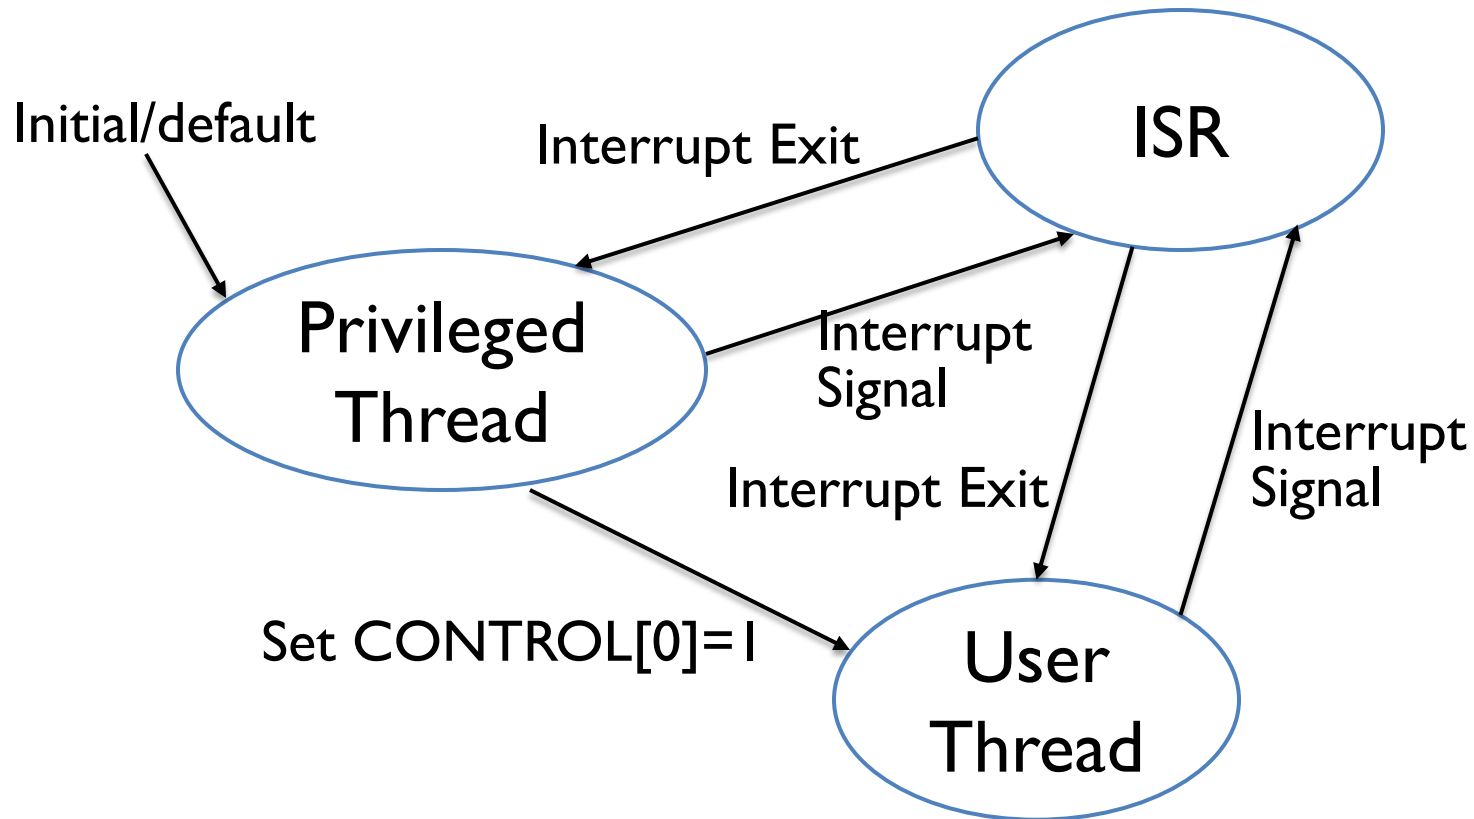 Initial/default
Interrupt Exit
ISR
Privileged
Thread
Interrupt
Signal
Interrupt Exit
Interrupt
Signal
Set CONTROL[0]=1
User
Thread